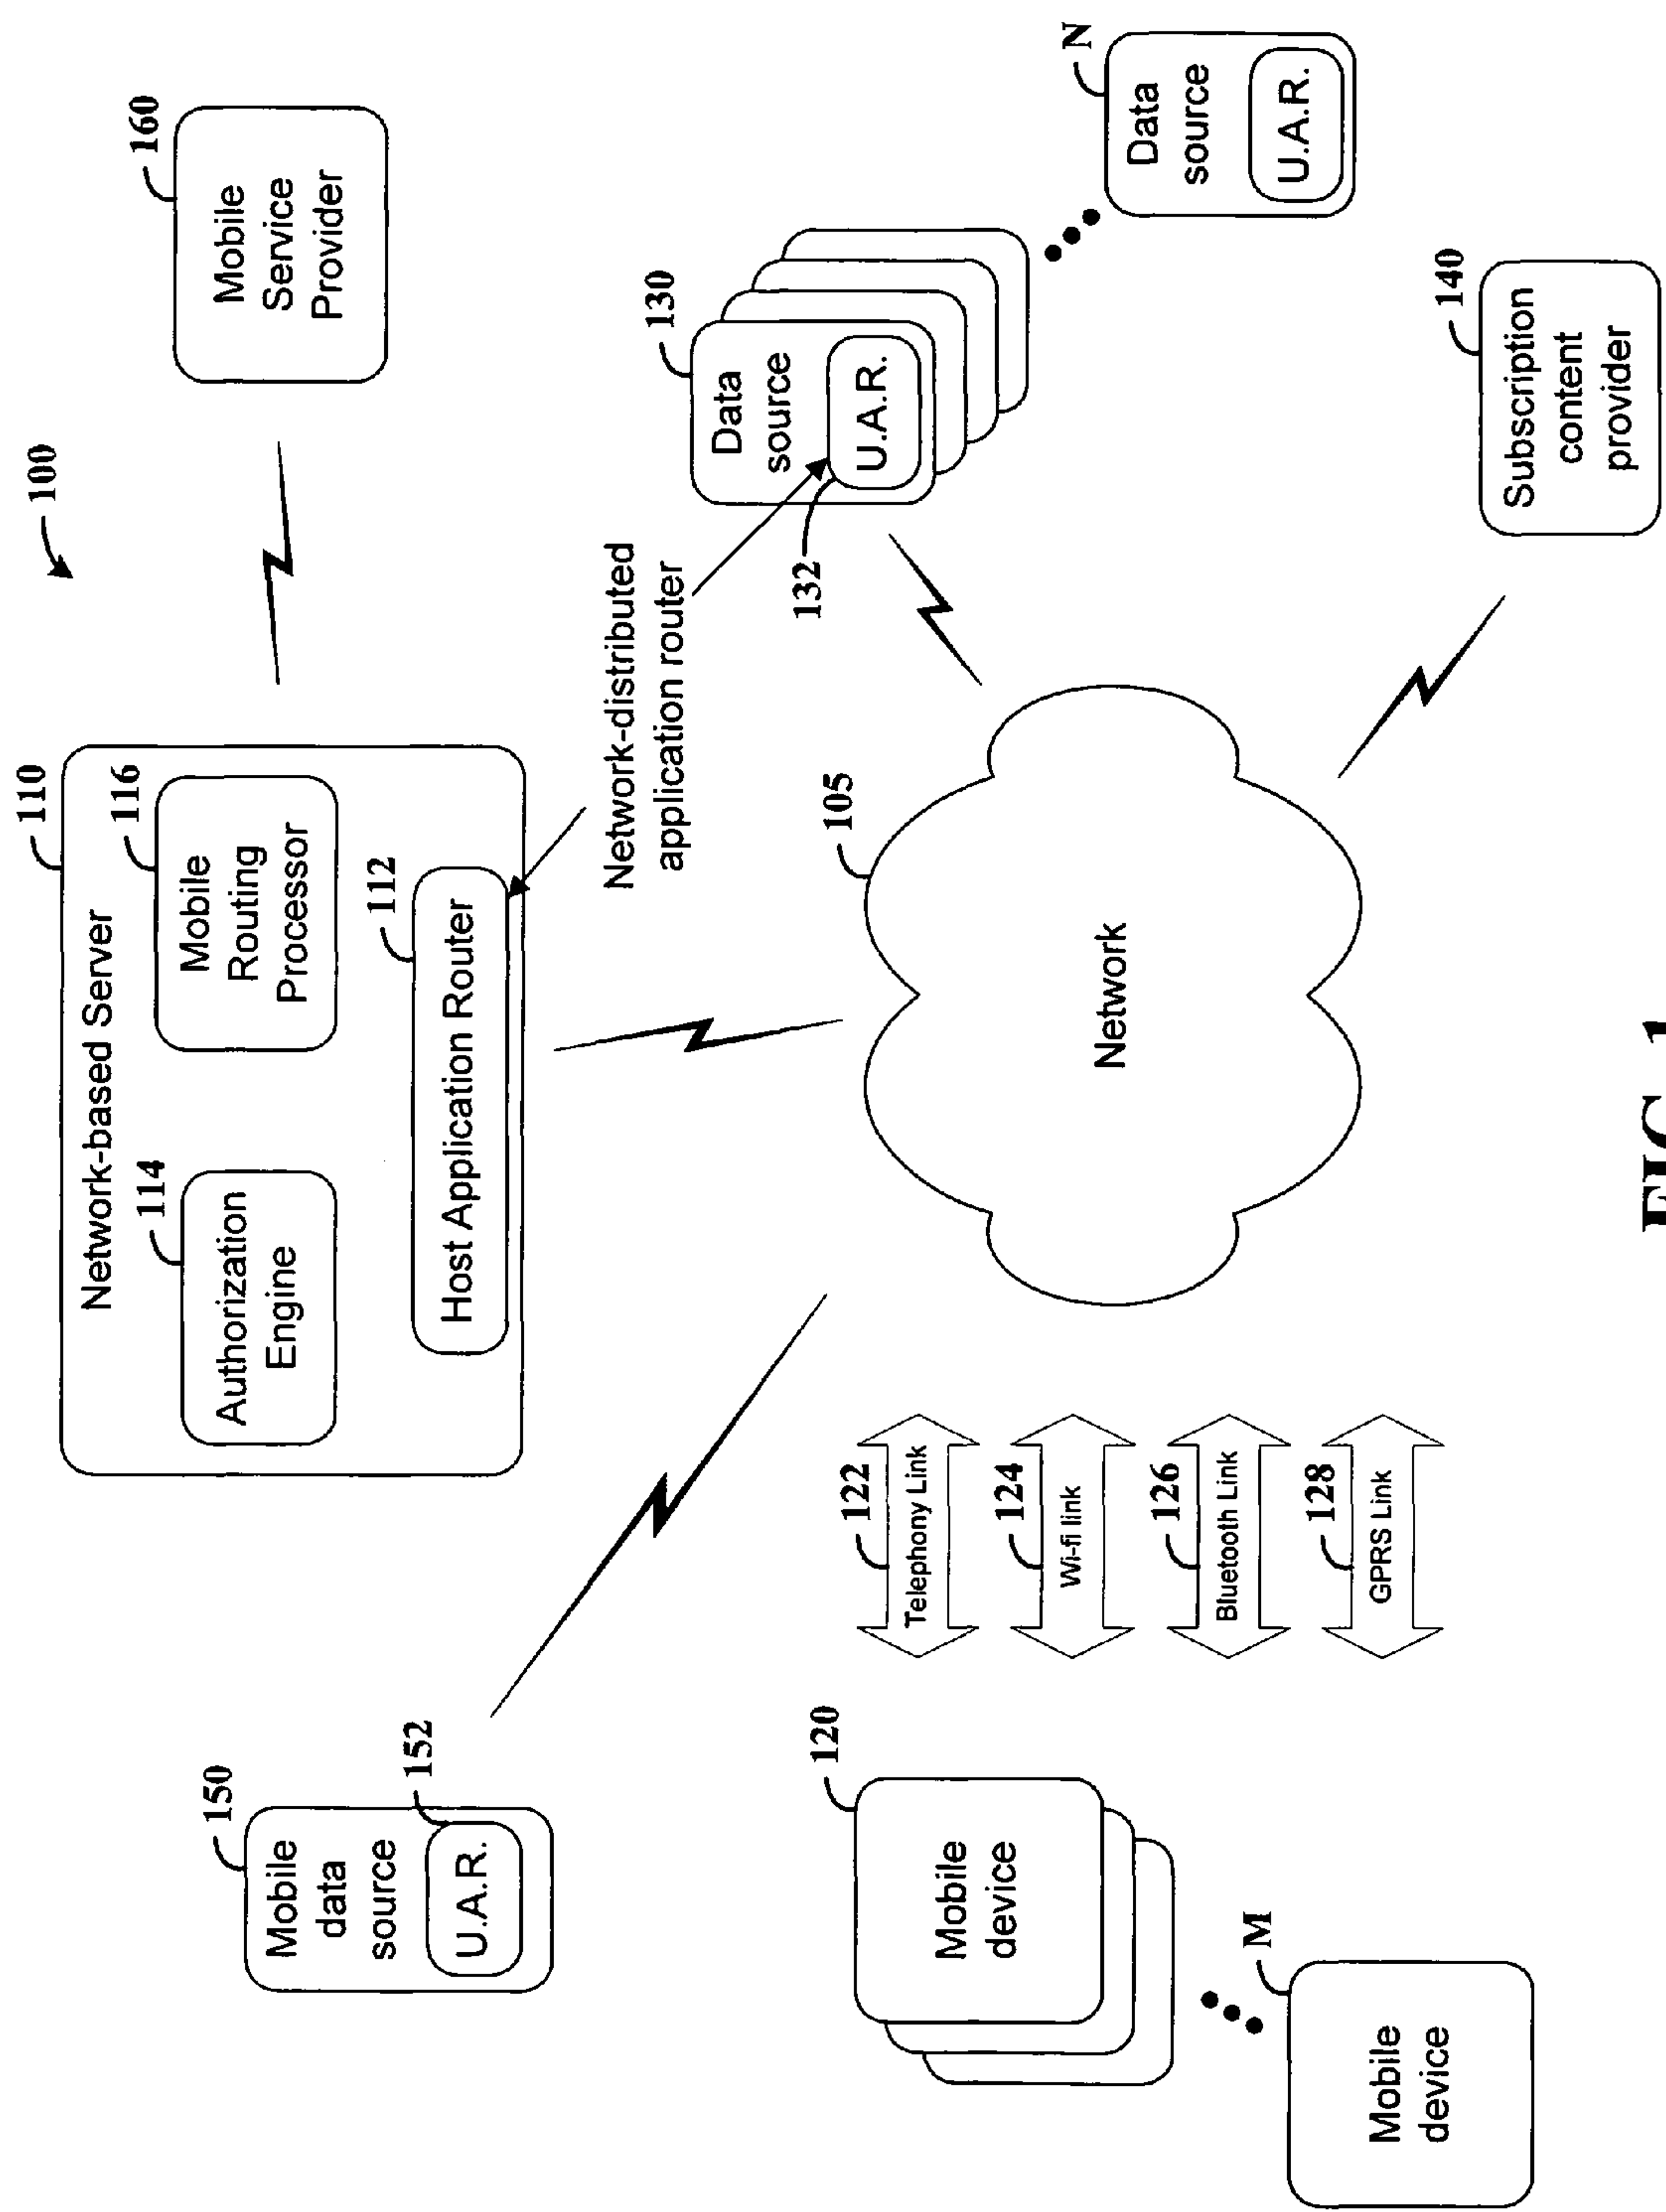 110
100
Network-based Server
114
116
160
150
Authorization
Engine
Mobile
Routing
Processor
Mobile
Service
Provider
Mobile
data
source
152
U.A.R.
112
Host Application Router
Network-distributed
application router
130
Data
source
132
U.A.R.
120
122
Telephony Link
105
Mobile
device
124
Wi-fi link
Network
N
Data
source
U.A.R.
126
Bluetooth Link
M
128
GPRS Link
Mobile
device
140
Subscription
content
provider
FIG. 1